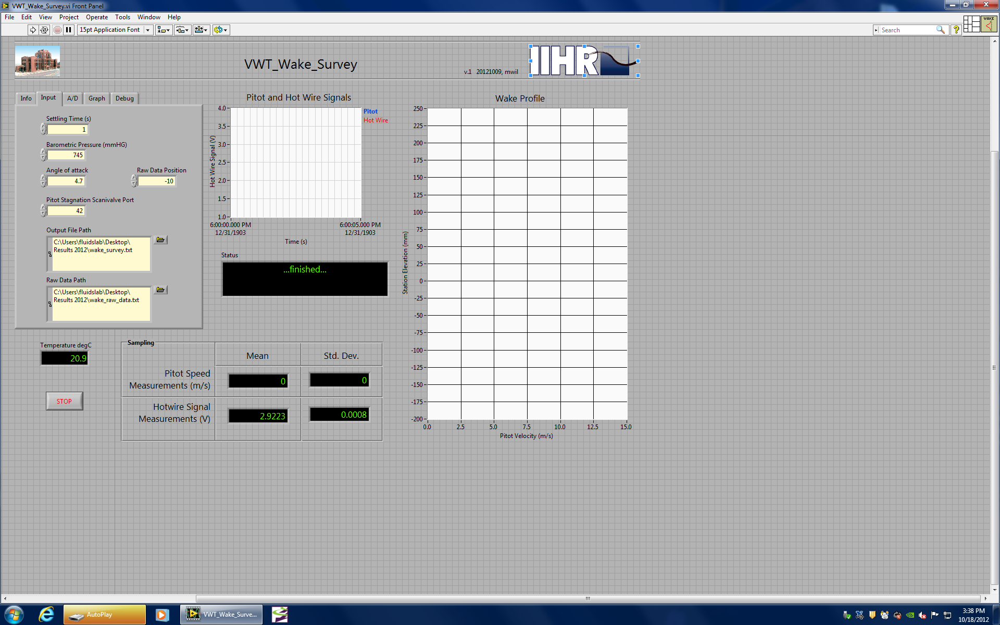 VWT_Wake_Survey.vi Front Panel
File Edit View Project Operate Tools Window Help
15pt Application Font
Search
?
WAKE
VWT_Wake_Survey
v.1 20121009, mwil
IIHR
Info Input A/D Graph Debug
Settling Time (s)
1
Barometric Pressure (mmHG)
745
Angle of attack
4.7
Raw Data Position
-10
Pitot Stagnation Scanivalve Port
42
Output File Path
C:\Users\fluidslab\Desktop\
Results 2012\wake_survey.txt
Raw Data Path
C:\Users\fluidslab\Desktop\
Results 2012\wake_raw_data.txt
Pitot and Hot Wire Signals
Pitot
Hot Wire
Hot Wire Signal (V)
4.0
3.5
3.0
2.5
2.0
1.5
1.0
6:00:00.000 PM
12/31/1903
6:00:05.000 PM
12/31/1903
Time (s)
Status
...finished...
Wake Profile
Station Elevation (mm)
250
225
200
175
150
125
100
75
50
25
0
-25
-50
-75
-100
-125
-150
-175
-200
0.0 2.5 5.0 7.5 10.0 12.5 15.0
Pitot Velocity (m/s)
Temperature degC
20.9
STOP
Sampling
Mean Std. Dev.
Pitot Speed
Measurements (m/s)
0 0
Hotwire Signal
Measurements (V)
2.9223 0.0008
AutoPlay
VWT_Wake_Surve...
3:38 PM
10/18/2012